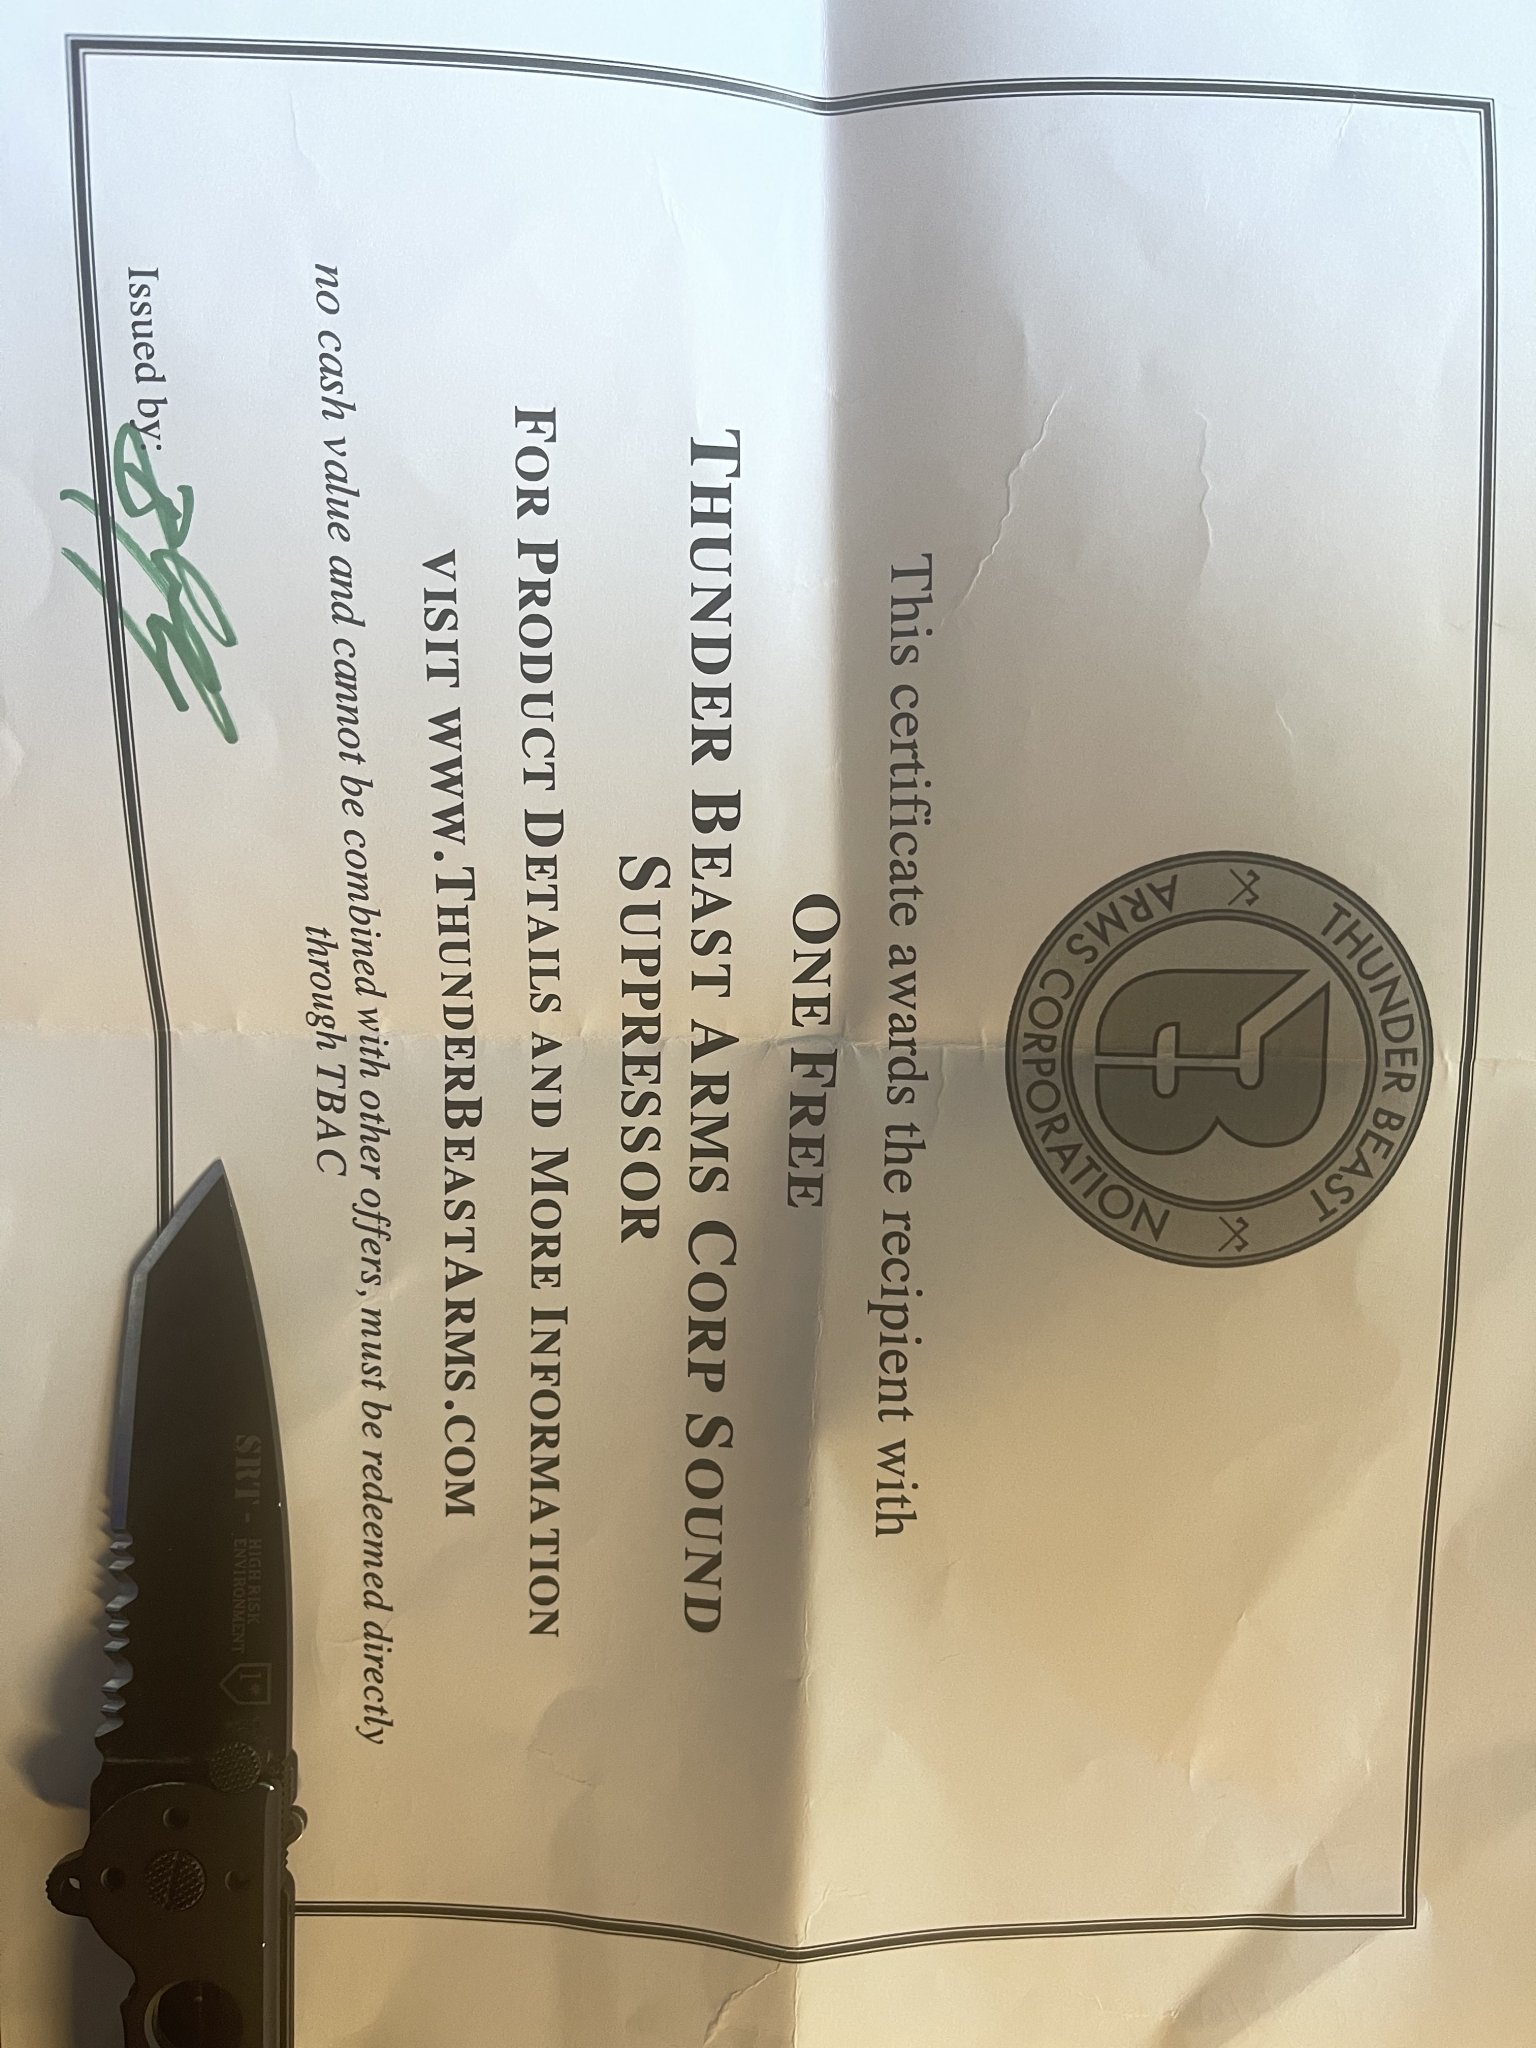 THUNDER BEAST
ARMS CORPORATION
This certificate awards the recipient with
ONE FREE
THUNDER BEAST ARMS CORP SOUND
SUPPRESSOR
FOR PRODUCT DETAILS AND MORE INFORMATION
VISIT WWW.THUNDERBEASTARMS.COM
no cash value and cannot be combined with other offers, must be redeemed directly
through TBAC
Issued by:
SRT - HIGH RISK
ENVIRONMENT